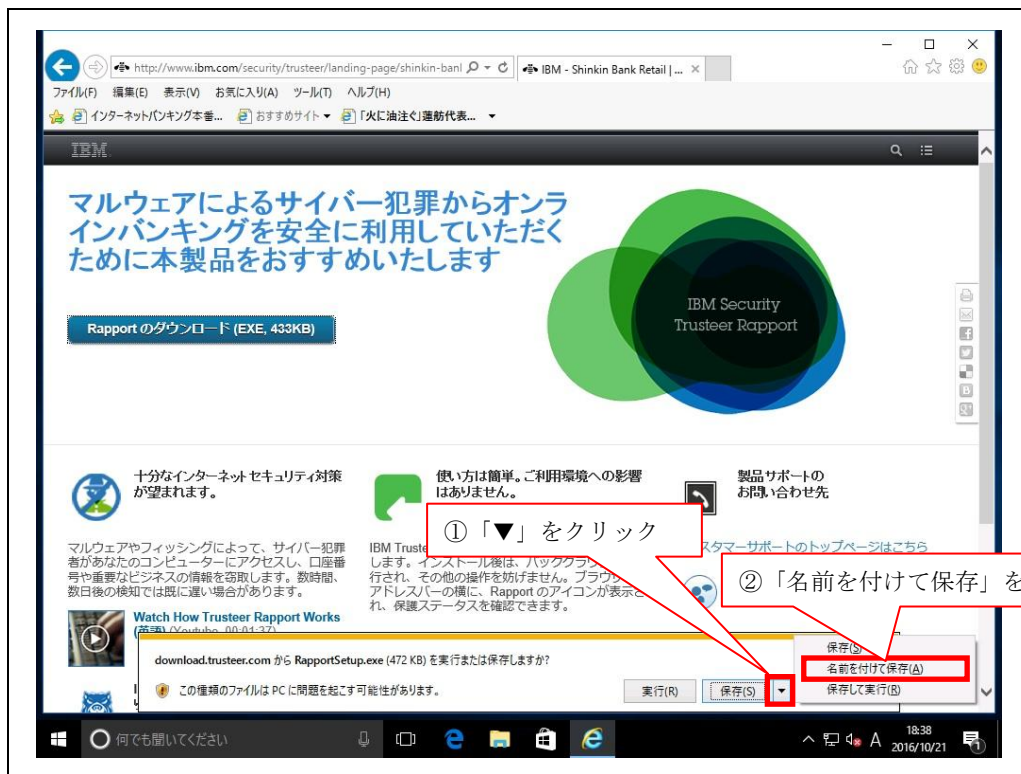 http://www.ibm.com/security/trusteer/landing-page/shinkin-banl
IBM - Shinkin Bank Retail | ...
ファイル(F) 編集(E) 表示(V) お気に入り(A) ツール(T) ヘルプ(H)
インターネットバンキング本番... おすすめサイト ▼ 「火に油注ぐ」蓮舫代表...
IBM
マルウェアによるサイバー犯罪からオンラ
インバンキングを安全に利用していただく
ために本製品をおすすめいたします
IBM Security
Trusteer Rapport
Rapport のダウンロード (EXE, 433KB)
十分なインターネットセキュリティ対策
が望まれます。
使い方は簡単。ご利用環境への影響
はありません。
製品サポートの
お問い合わせ先
①「▼」をクリック
マルウェアやフィッシングによって、サイバー犯罪
者があなたのコンピューターにアクセスし、口座番
号や重要なビジネスの情報を窃取します。数時間、
数日後の検知では既に遅い場合があります。
IBM Truste
します。インストール後は、バックグラウ
行され、その他の操作を妨げません。ブラウザ
アドレスバーの横に、Rapport のアイコンが表示さ
れ、保護ステータスを確認できます。
スタマーサポートのトップページはこちら
②「名前を付けて保存」を
Watch How Trusteer Rapport Works
(英語) (Youtube, 00:01:37)
download.trusteer.com から RapportSetup.exe (472 KB) を実行または保存しますか?
この種類のファイルは PC に問題を起こす可能性があります。
実行(R) 保存(S) ▼
保存(S)
名前を付けて保存(A)
保存して実行(R)
何でも聞いてください
A
18:38
2016/10/21
1